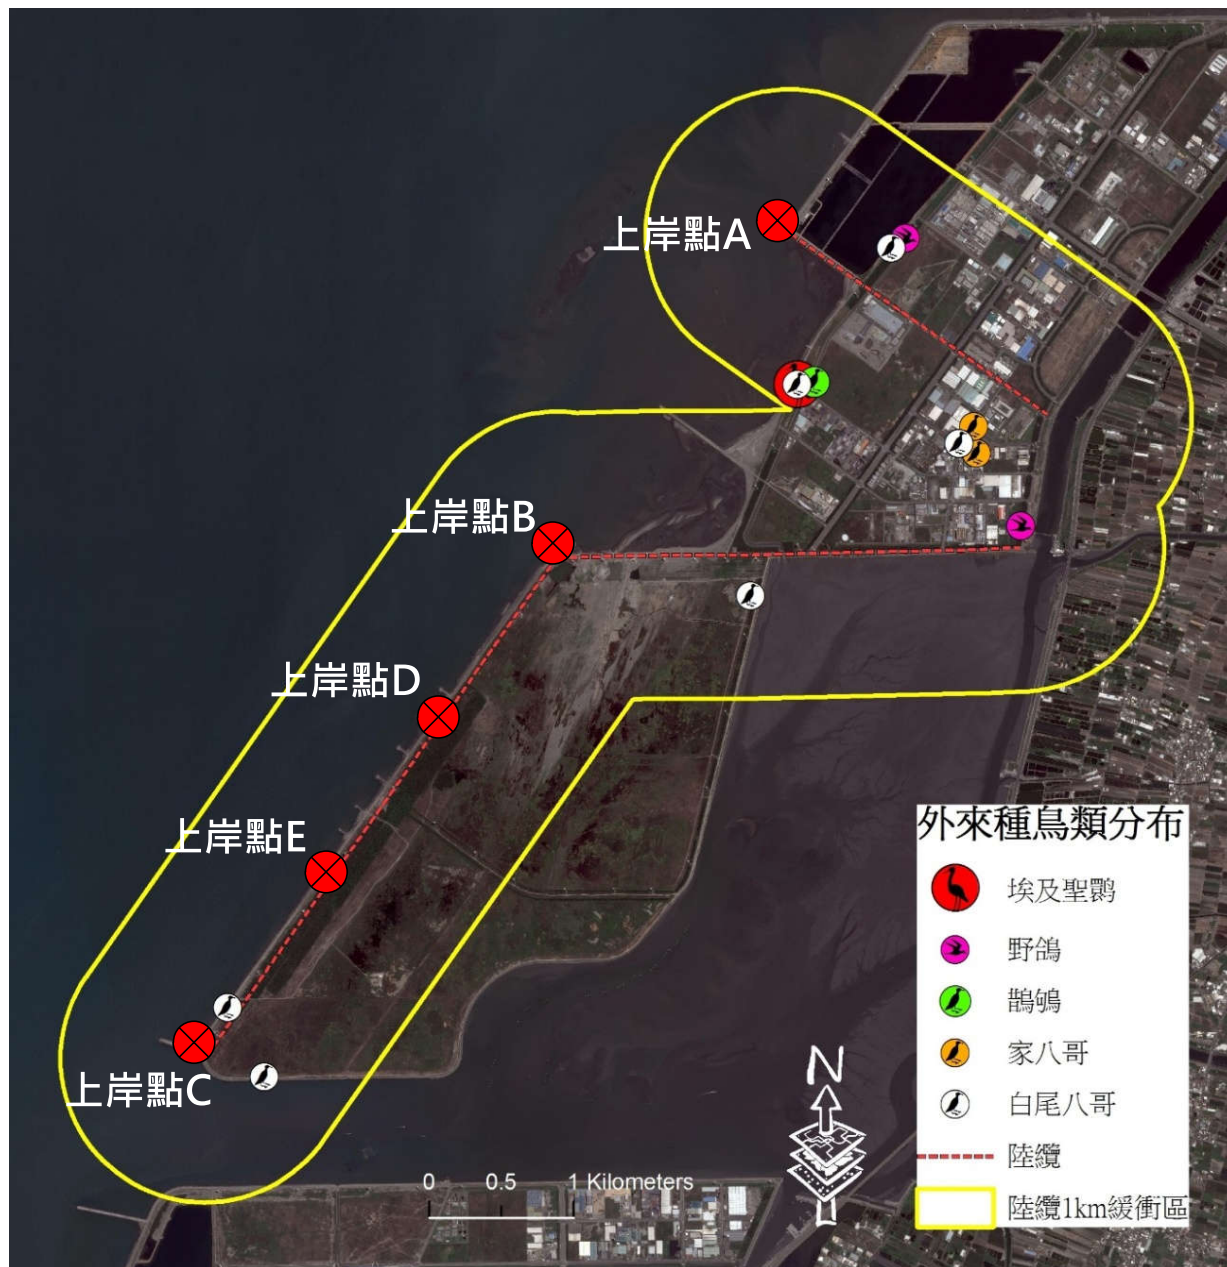 上岸點A
上岸點B
上岸點D
上岸點E
上岸點C
外來種鳥類分布
埃及聖䴉
野鴿
鵲鴝
家八哥
白尾八哥
陸纜
陸纜1km緩衝區
N
0 0.5 1 Kilometers